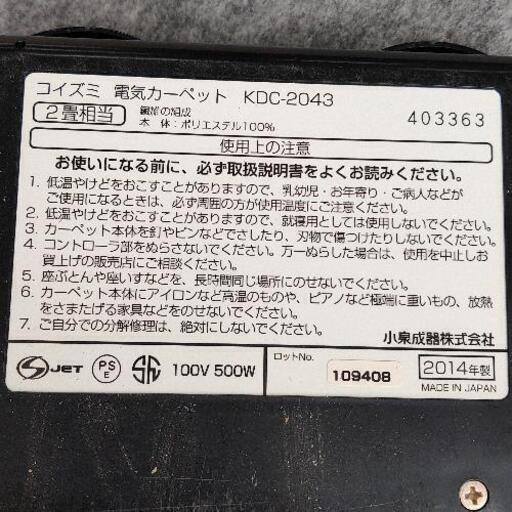 コイズミ 電気カーペット KDC-2043
2畳相当
繊維の組成
本 体：ポリエステル100%
403363
使用上の注意
お使いになる前に、必ず取扱説明書をよくお読みください。
1. 低温やけどをおこすことがありますので、乳幼児・お年寄り・ご病人などが
ご使用になるときは、必ず周囲の方が使用温度にご注意ください。
2. 低温やけどをおこすことがありますので、就寝用としては使用しないでください。
3. カーペット本体を釘やピンなどでさしたり、刃物で傷つけたりしないでください。
4. コントローラ部をぬらさないでください。万一ぬらした場合は、使用を中止しお
買上げの販売店にご相談ください。
5. 座ぶとんや座いすなどを、長時間同じ場所にのせないでください。
6. カーペット本体にアイロンなど高温のものや、ピアノなど極端に重いもの、放熱
をさまたげる家具などをのせないでください。
7. ご自分での分解修理は、絶対にしないでください。
小泉成器株式会社
S JET
PS
E
100V 500W
ロットNo.
109408
2014年製
MADE IN JAPAN